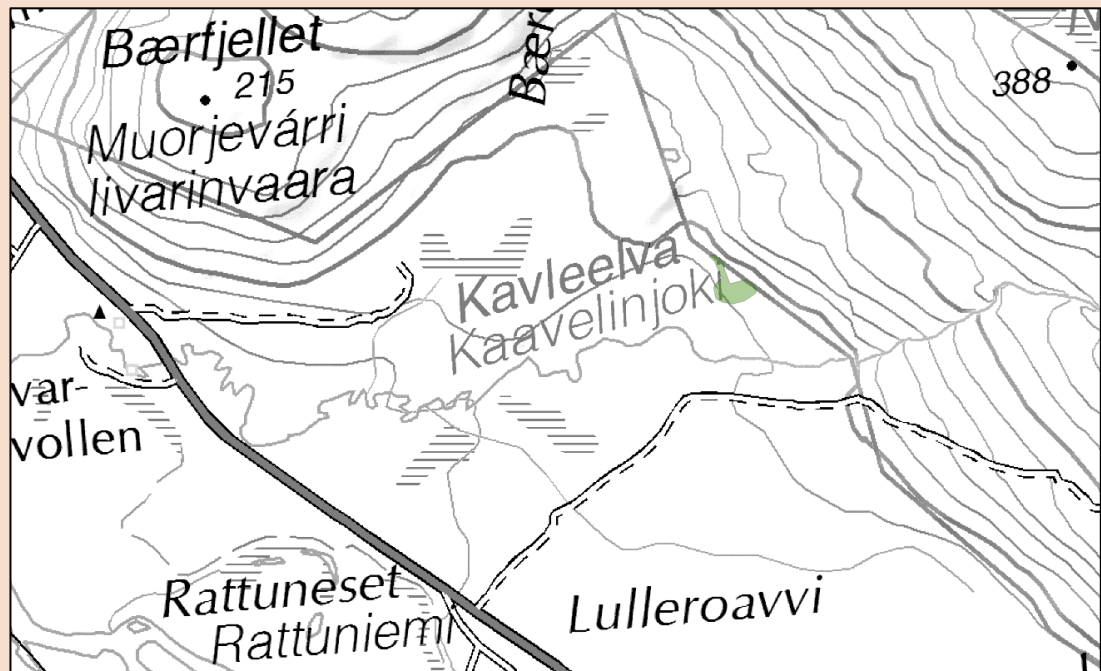 Bærfjellet
215
Muorjevárri
Iivarinvaara
388
Kavleelva
Kaavelinjoki
var-
vollen
Rattuneset
Rattuniemi
Lulleroavvi